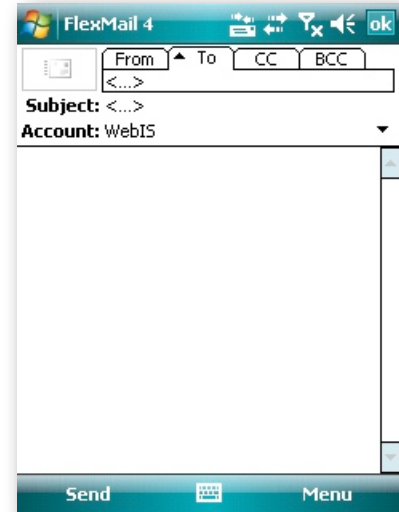 FlexMail 4 ok
From To CC BCC
<...>
Subject: <...>
Account: WebIS
Send Menu